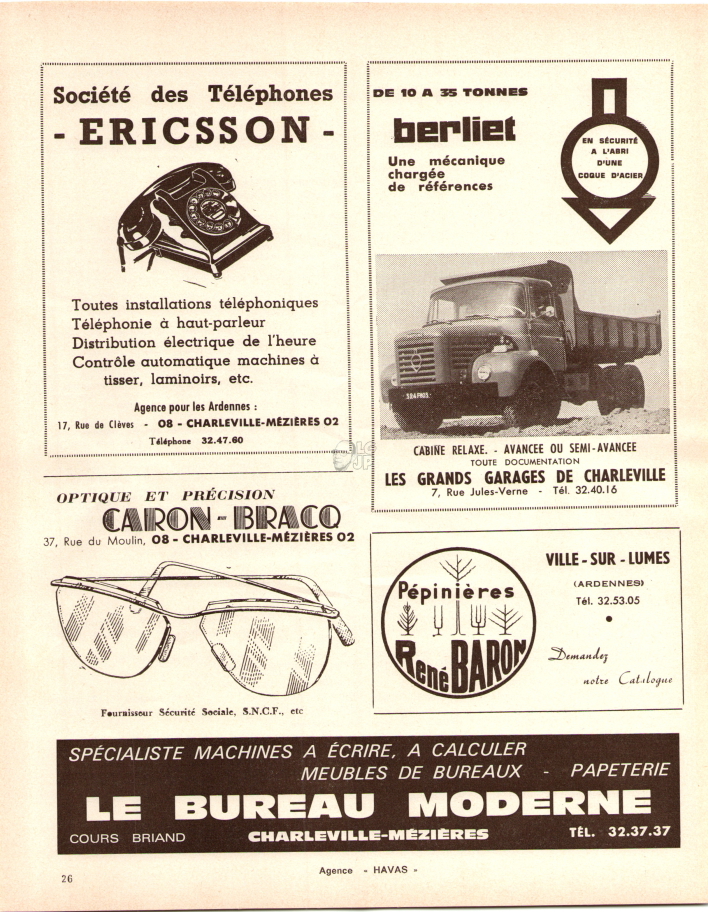 Société des Téléphones
- ERICSSON -
Toutes installations téléphoniques
Téléphonie à haut-parleur
Distribution électrique de l'heure
Contrôle automatique machines à
tisser, laminoirs, etc.
Agence pour les Ardennes :
17, Rue de Clèves - 08 - CHARLEVILLE-MÉZIÈRES 02
Téléphone 32.47.60
DE 10 A 35 TONNES
berliet
Une mécanique
chargée
de références
EN SÉCURITÉ
A L'ABRI
D'UNE
COQUE D'ACIER
CABINE RELAXE. - AVANCEE OU SEMI-AVANCEE
TOUTE DOCUMENTATION
LES GRANDS GARAGES DE CHARLEVILLE
7, Rue Jules-Verne - Tél. 32.40.16
OPTIQUE ET PRÉCISION
CARON - BRACQ
37, Rue du Moulin, 08 - CHARLEVILLE-MÉZIÈRES 02
Fournisseur Sécurité Sociale, S.N.C.F., etc
Pépinières
René BARON
VILLE - SUR - LUMES
(ARDENNES)
Tél. 32.53.05
Demandez
notre Catalogue
SPÉCIALISTE MACHINES A ÉCRIRE, A CALCULER
MEUBLES DE BUREAUX - PAPETERIE
LE BUREAU MODERNE
COURS BRIAND CHARLEVILLE-MÉZIÈRES TÉL. 32.37.37
Agence « HAVAS »
26